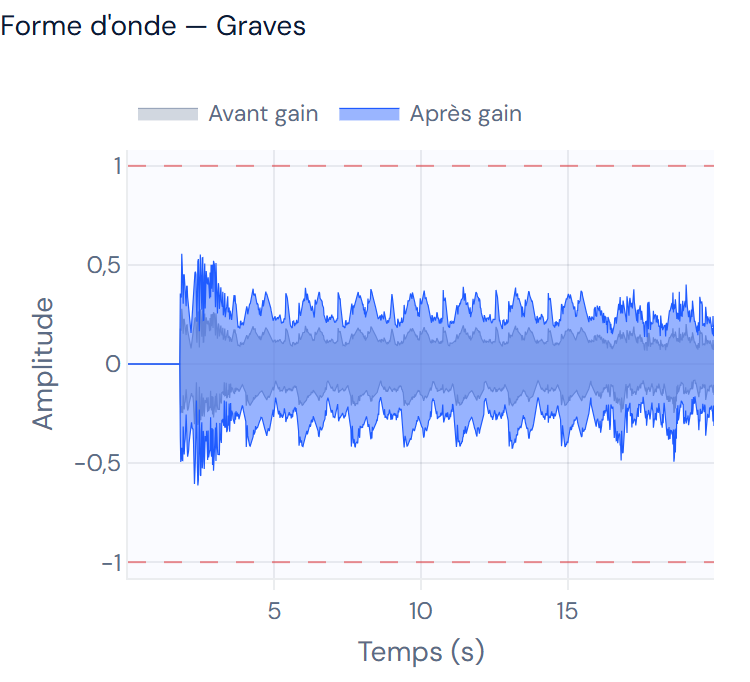 Forme d'onde — Graves
Avant gain
Après gain
1
0,5
0
−0,5
−1
Amplitude
5
10
15
Temps (s)